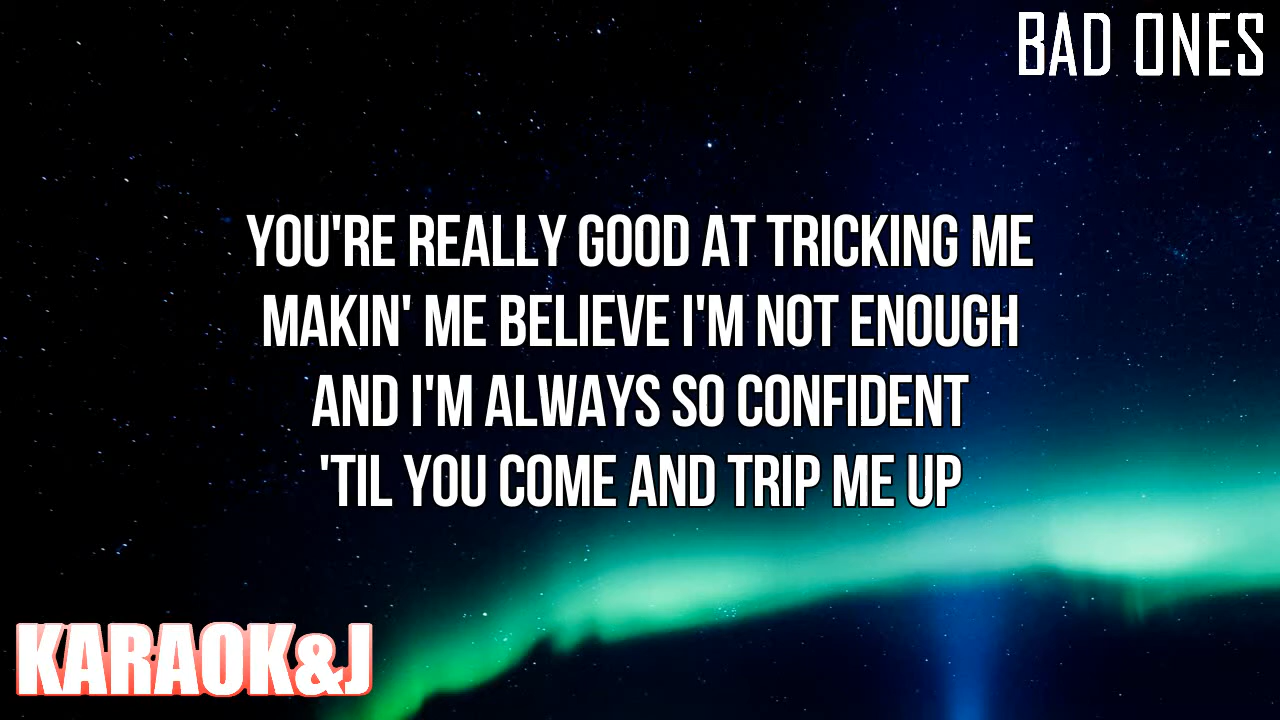 BAD ONES
YOU'RE REALLY GOOD AT TRICKING ME
MAKIN' ME BELIEVE I'M NOT ENOUGH
AND I'M ALWAYS SO CONFIDENT
'TIL YOU COME AND TRIP ME UP
KARAOK&J